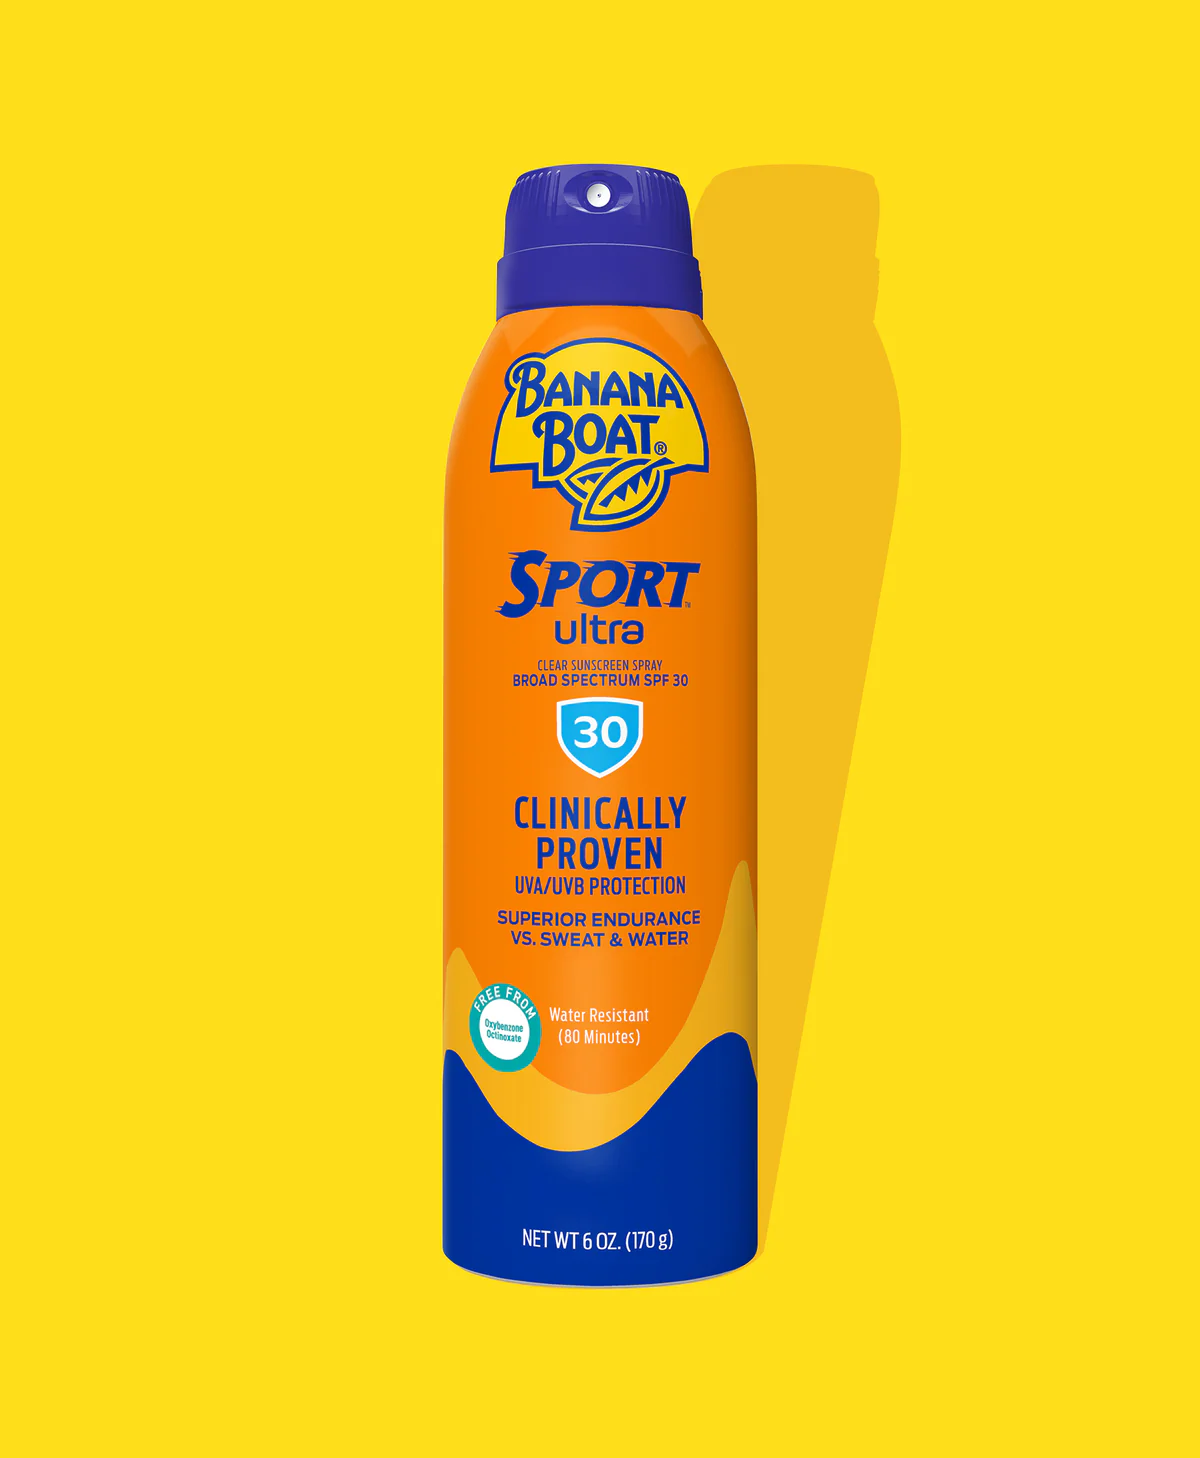 BANANA
BOAT®
SPORT™
ultra
CLEAR SUNSCREEN SPRAY
BROAD SPECTRUM SPF 30
30
CLINICALLY
PROVEN
UVA/UVB PROTECTION
SUPERIOR ENDURANCE
VS. SWEAT & WATER
FREE FROM
Oxybenzone
Octinoxate
Water Resistant
(80 Minutes)
NET WT 6 OZ. (170 g)